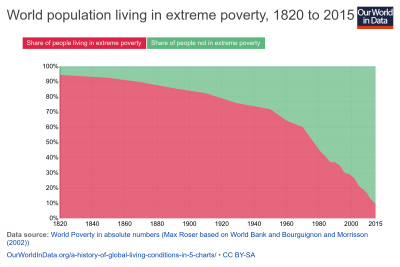 World population living in extreme poverty, 1820 to 2015
Our World
in Data
Share of people living in extreme poverty
Share of people not in extreme poverty
100%
90%
80%
70%
60%
50%
40%
30%
20%
10%
0%
1820 1840 1860 1880 1900 1920 1940 1960 1980 2000 2015
Data source: World Poverty in absolute numbers (Max Roser based on World Bank and Bourguignon and Morrisson
(2002))
OurWorldInData.org/a-history-of-global-living-conditions-in-5-charts/ • CC BY-SA